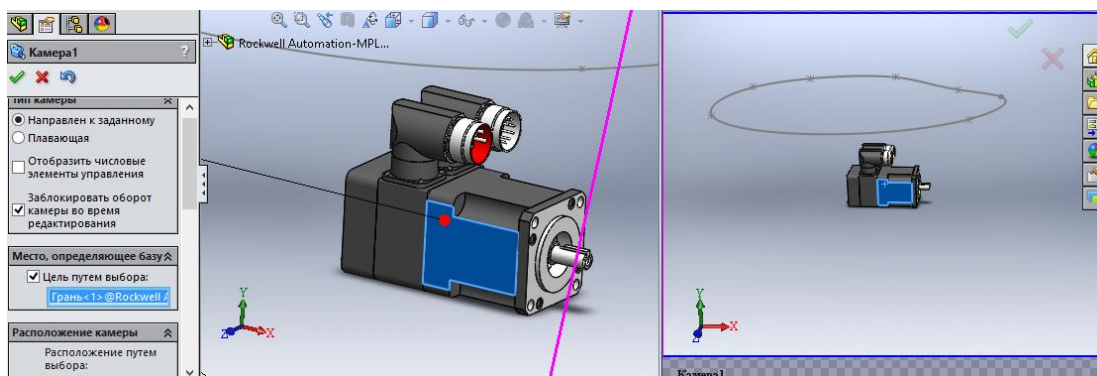 Камера1
?
Тип камеры
Направлен к заданному
Плавающая
Отобразить числовые
элементы управления
Заблокировать оборот
камеры во время
редактирования
Место, определяющее базу
Цель путем выбора:
Грань<1>@Rockwell A
Расположение камеры
Расположение путем
выбора:
Rockwell Automation-MPL...
Y
X
Z
Y
X
Z
Камера1